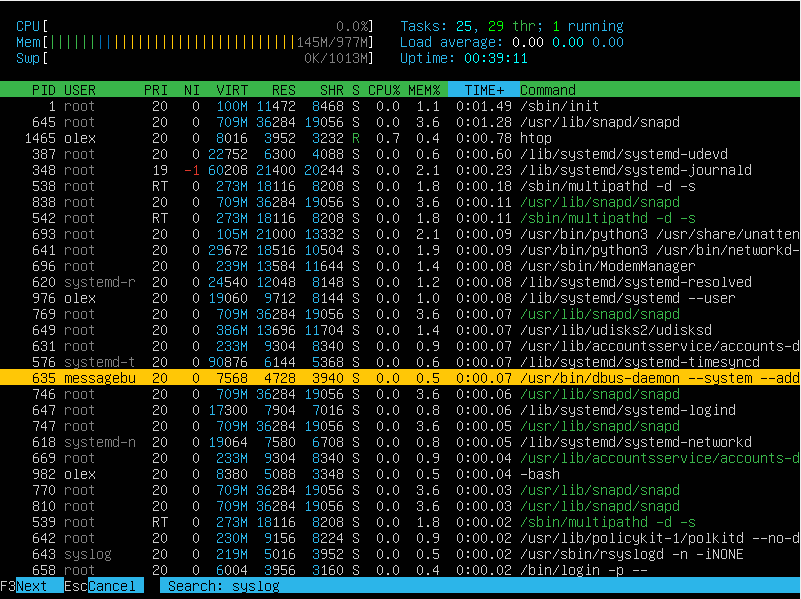 CPU[ 0.0%] Tasks: 25, 29 thr; 1 running
Mem[||||||||||||||||||||||||||||||||145M/977M] Load average: 0.00 0.00 0.00
Swp[ 0K/1013M] Uptime: 00:39:11
PID USER PRI NI VIRT RES SHR S CPU% MEM% TIME+ Command
1 root 20 0 100M 11472 8468 S 0.0 1.1 0:01.49 /sbin/init
645 root 20 0 709M 36284 19056 S 0.0 3.6 0:01.28 /usr/lib/snapd/snapd
1465 olex 20 0 8016 3952 3232 R 0.7 0.4 0:00.78 htop
387 root 20 0 22752 6300 4088 S 0.0 0.6 0:00.60 /lib/systemd/systemd-udevd
348 root 19 -1 60208 21400 20244 S 0.0 2.1 0:00.23 /lib/systemd/systemd-journald
538 root RT 0 273M 18116 8208 S 0.0 1.8 0:00.18 /sbin/multipathd -d -s
838 root 20 0 709M 36284 19056 S 0.0 3.6 0:00.11 /usr/lib/snapd/snapd
542 root RT 0 273M 18116 8208 S 0.0 1.8 0:00.11 /sbin/multipathd -d -s
693 root 20 0 105M 21000 13332 S 0.0 2.1 0:00.09 /usr/bin/python3 /usr/share/unatten
641 root 20 0 29672 18516 10504 S 0.0 1.9 0:00.09 /usr/bin/python3 /usr/bin/networkd-
696 root 20 0 239M 13584 11644 S 0.0 1.4 0:00.08 /usr/sbin/ModemManager
620 systemd-r 20 0 24540 12048 8148 S 0.0 1.2 0:00.08 /lib/systemd/systemd-resolved
976 olex 20 0 19060 9712 8144 S 0.0 1.0 0:00.08 /lib/systemd/systemd --user
769 root 20 0 709M 36284 19056 S 0.0 3.6 0:00.07 /usr/lib/snapd/snapd
649 root 20 0 386M 13696 11704 S 0.0 1.4 0:00.07 /usr/lib/udisks2/udisksd
631 root 20 0 233M 9304 8340 S 0.0 0.9 0:00.07 /usr/lib/accountsservice/accounts-d
576 systemd-t 20 0 90876 6144 5368 S 0.0 0.6 0:00.07 /lib/systemd/systemd-timesyncd
635 messagebu 20 0 7568 4728 3940 S 0.0 0.5 0:00.07 /usr/bin/dbus-daemon --system --add
746 root 20 0 709M 36284 19056 S 0.0 3.6 0:00.06 /usr/lib/snapd/snapd
647 root 20 0 17300 7904 7016 S 0.0 0.8 0:00.06 /lib/systemd/systemd-logind
747 root 20 0 709M 36284 19056 S 0.0 3.6 0:00.05 /usr/lib/snapd/snapd
618 systemd-n 20 0 19064 7580 6708 S 0.0 0.8 0:00.05 /lib/systemd/systemd-networkd
669 root 20 0 233M 9304 8340 S 0.0 0.9 0:00.04 /usr/lib/accountsservice/accounts-d
982 olex 20 0 8380 5088 3348 S 0.0 0.5 0:00.04 -bash
770 root 20 0 709M 36284 19056 S 0.0 3.6 0:00.03 /usr/lib/snapd/snapd
810 root 20 0 709M 36284 19056 S 0.0 3.6 0:00.03 /usr/lib/snapd/snapd
539 root RT 0 273M 18116 8208 S 0.0 1.8 0:00.02 /sbin/multipathd -d -s
642 root 20 0 230M 9156 8224 S 0.0 0.9 0:00.02 /usr/lib/policykit-1/polkitd --no-d
643 syslog 20 0 219M 5016 3952 S 0.0 0.5 0:00.02 /usr/sbin/rsyslogd -n -iNONE
658 root 20 0 6004 3956 3160 S 0.0 0.4 0:00.02 /bin/login -p --
F3Next EscCancel Search: syslog